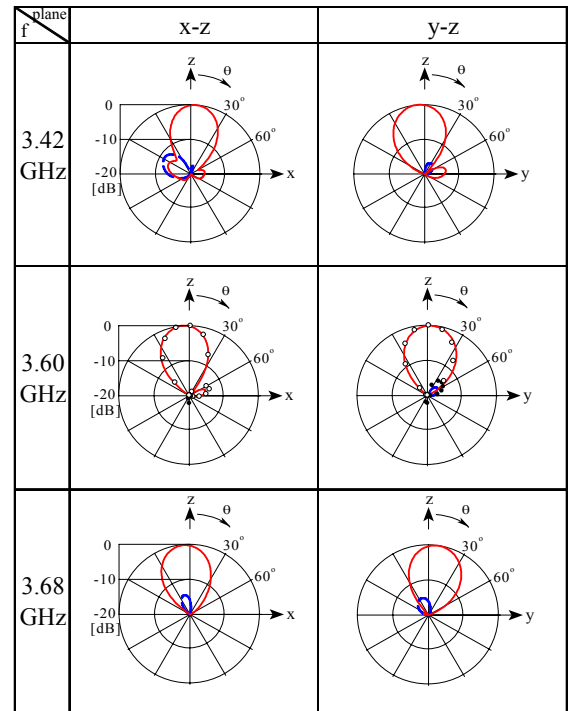 plane
f
x-z
y-z
3.42
GHz
z
θ
0
30°
-10
60°
-20
x
[dB]
z
θ
30°
60°
y
3.60
GHz
z
θ
0
30°
-10
60°
-20
x
[dB]
z
θ
30°
60°
y
3.68
GHz
z
θ
0
30°
-10
60°
-20
x
[dB]
z
θ
30°
60°
y